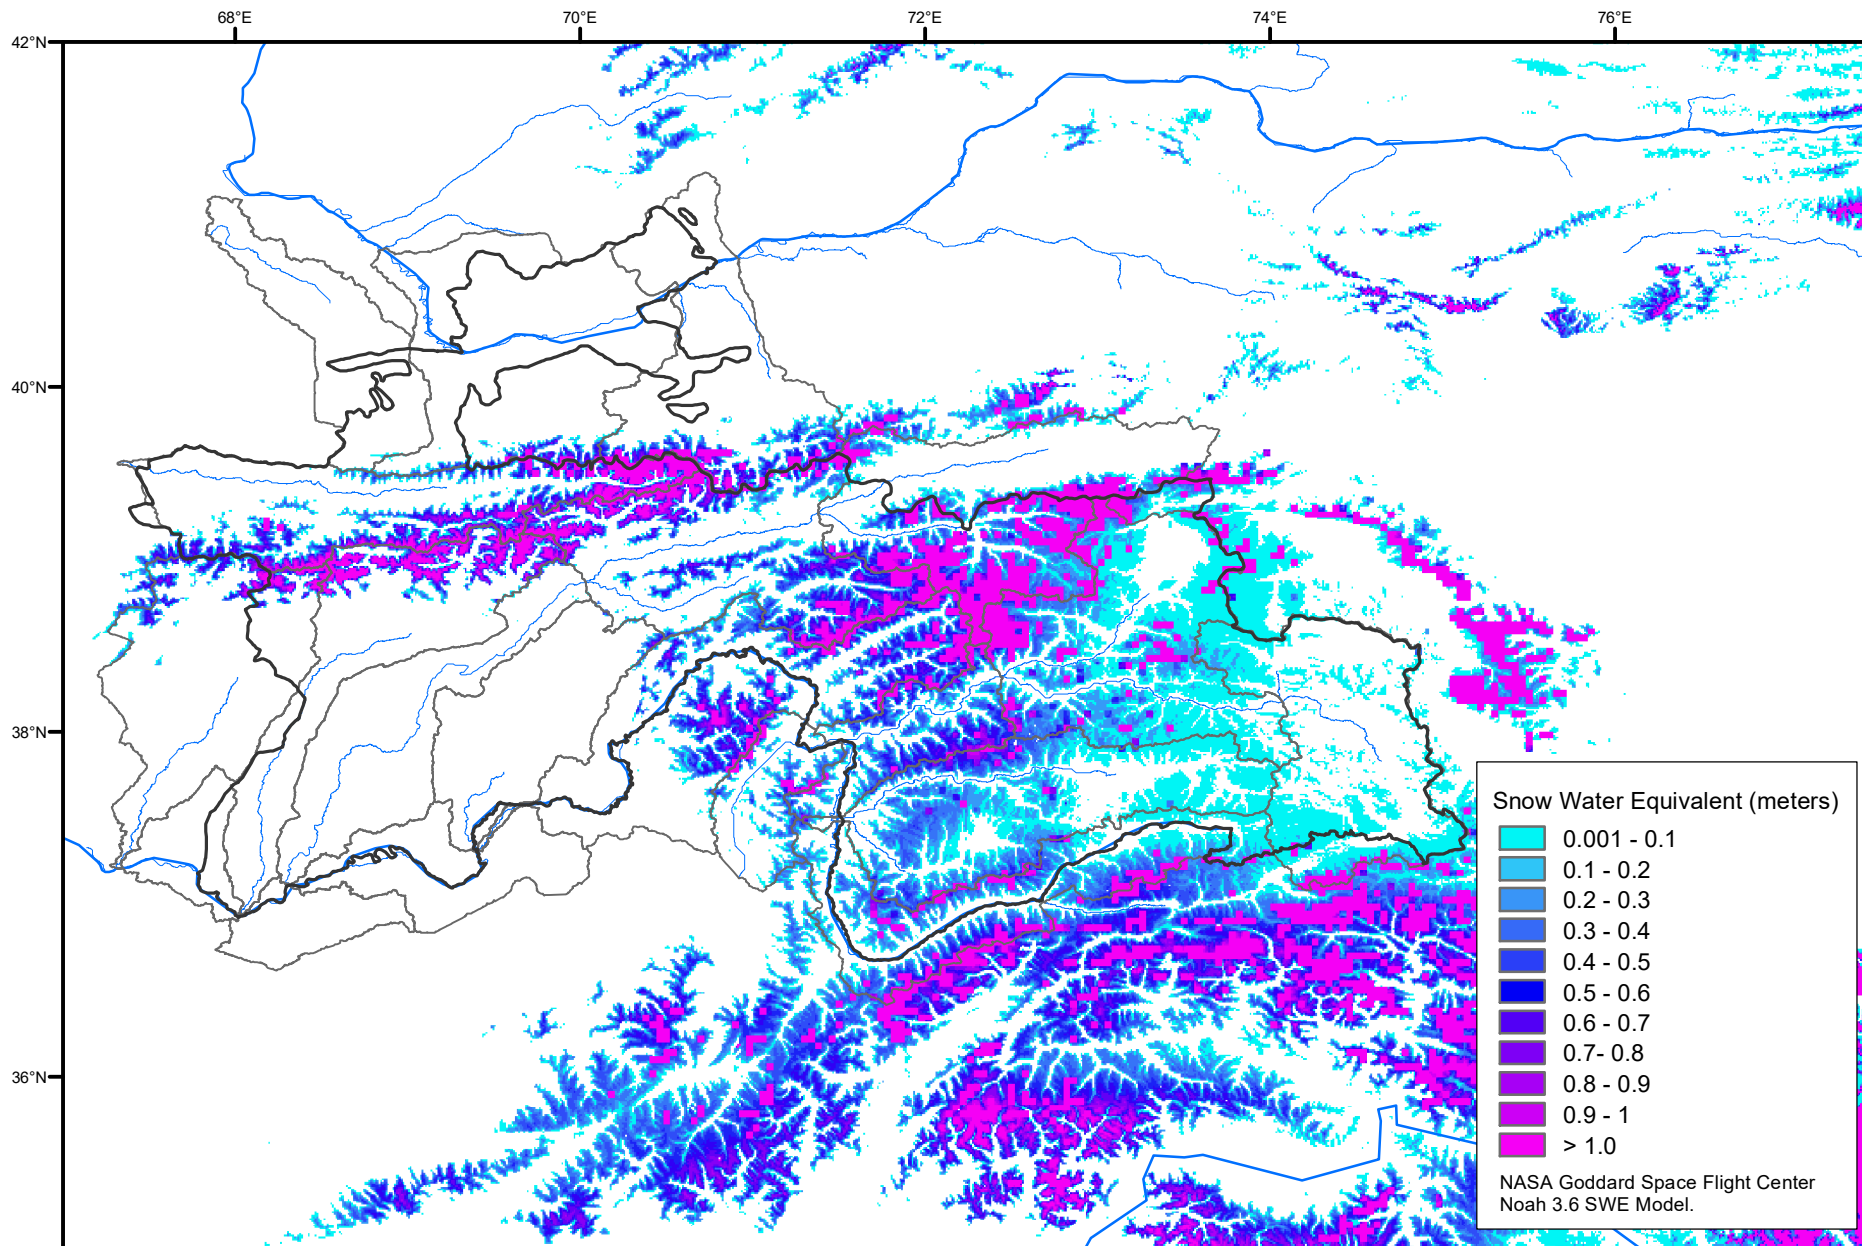 68°E
70°E
72°E
74°E
76°E
42°N
40°N
38°N
36°N
Snow Water Equivalent (meters)
0.001 - 0.1
0.1 - 0.2
0.2 - 0.3
0.3 - 0.4
0.4 - 0.5
0.5 - 0.6
0.6 - 0.7
0.7- 0.8
0.8 - 0.9
0.9 - 1
> 1.0
NASA Goddard Space Flight Center
Noah 3.6 SWE Model.